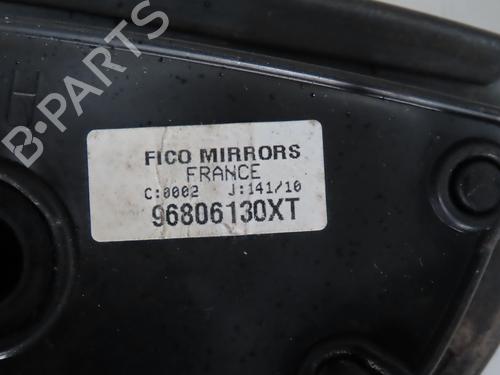 B-PARTS
FICO MIRRORS
FRANCE
C:0002 J:141/10
96806130XT